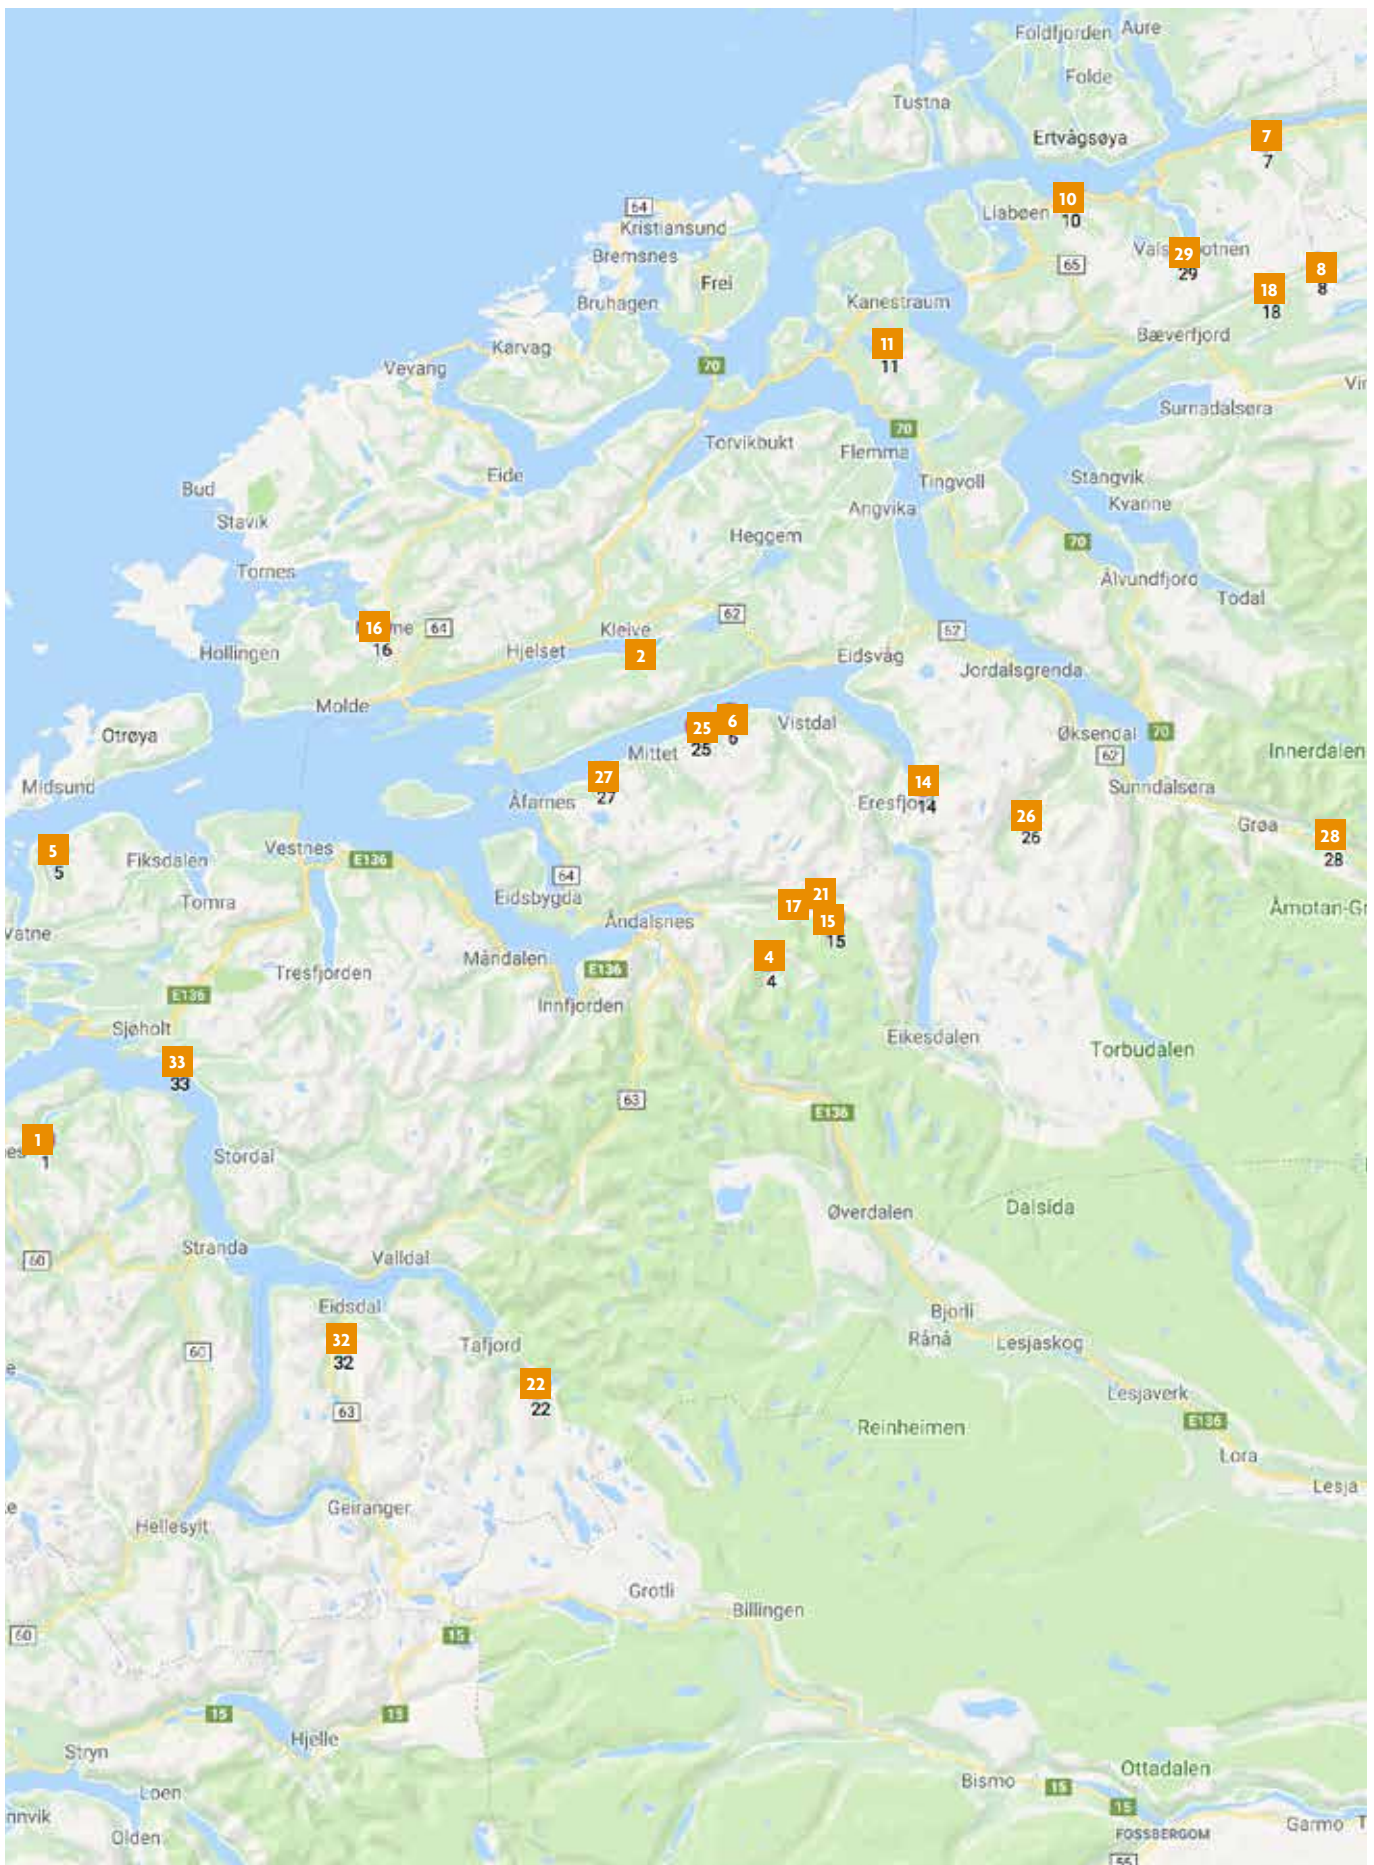 Foldfjorden
Aure
Folde
Tustna
Ertvågsøya
7
7
10
Liabøen
10
64
Kristiansund
Bremsnes
29
29
65
8
8
Frei
18
18
Bruhagen
Kanestraum
11
11
Bæverfjord
Karvag
Vevang
70
Surnadalsøra
70
Torvikbukt
Flemma
Eide
Tingvoll
Stangvik
Bud
Kvanne
Angvika
Stavik
Heggem
70
Tornes
Ålvundfjord
Todal
62
16
64
Kleive
62
16
Hjelset
Hollingen
2
Eidsvåg
Jordalsgrenda
Molde
25
6
6
Vistdal
Otrøya
Øksendal
70
25
Mittet
Innerdalen
62
27
27
14
14
Midsund
Sunndalsøra
Åfarnes
26
26
Grøa
28
28
5
5
Vestnes
E136
Fiksdalen
64
Eidsbygda
21
Tomra
17
15
15
Åndalsnes
Vatne
Måndalen
4
4
Tresfjorden
E136
E136
Innfjorden
Sjøholt
Eikesdalen
Torbudalen
33
33
63
E136
1
1
Stordal
Dalsida
Øverdalen
Stranda
Valldal
60
Eidsdal
Bjorli
32
32
Rånå
Lesjaskog
Tafjord
60
22
22
Lesjaverk
63
Reinheimen
E136
Lora
Lesja
Geiranger
Hellesylt
Grotli
Billingen
60
15
15
15
Hjelle
Stryn
Ottadalen
Bismo
15
Loen
15
nnvik
Garmo
Olden
FOSSBERGOM
55